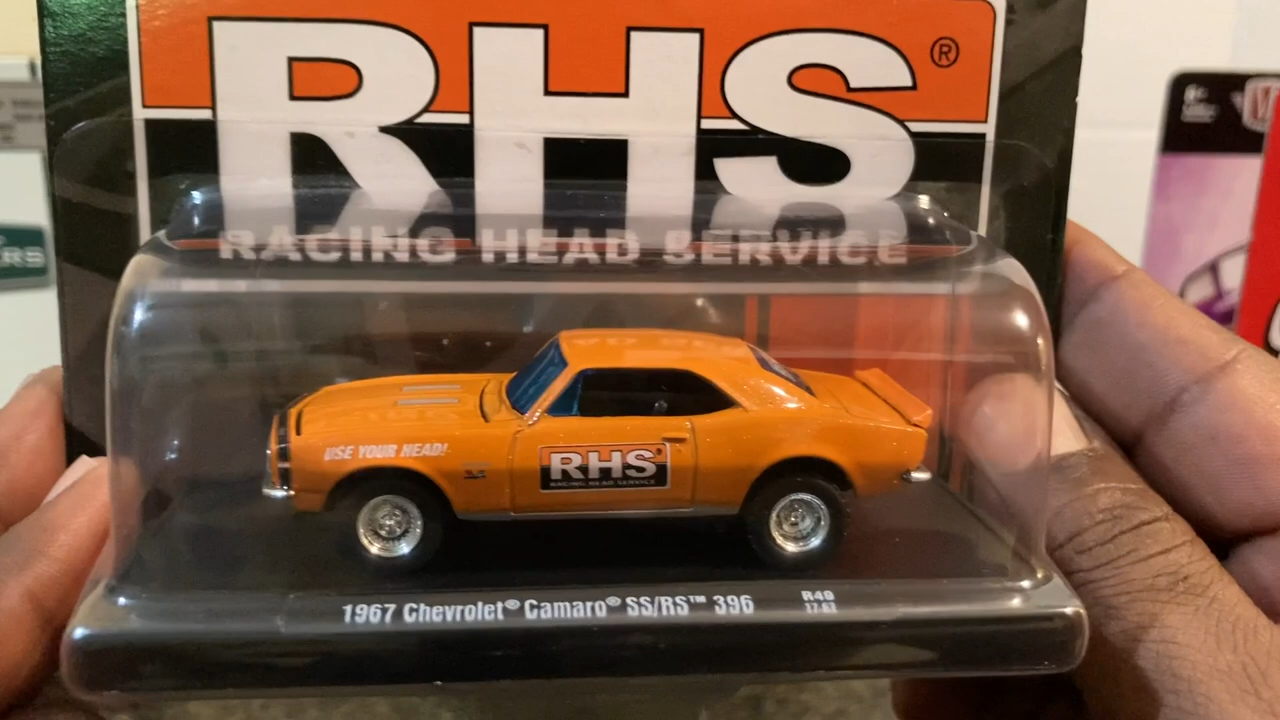 RHS®
RACING HEAD SERVICE
USE YOUR HEAD!
RHS
RACING HEAD SERVICE
1967 Chevrolet® Camaro® SS/RS™ 396
R49